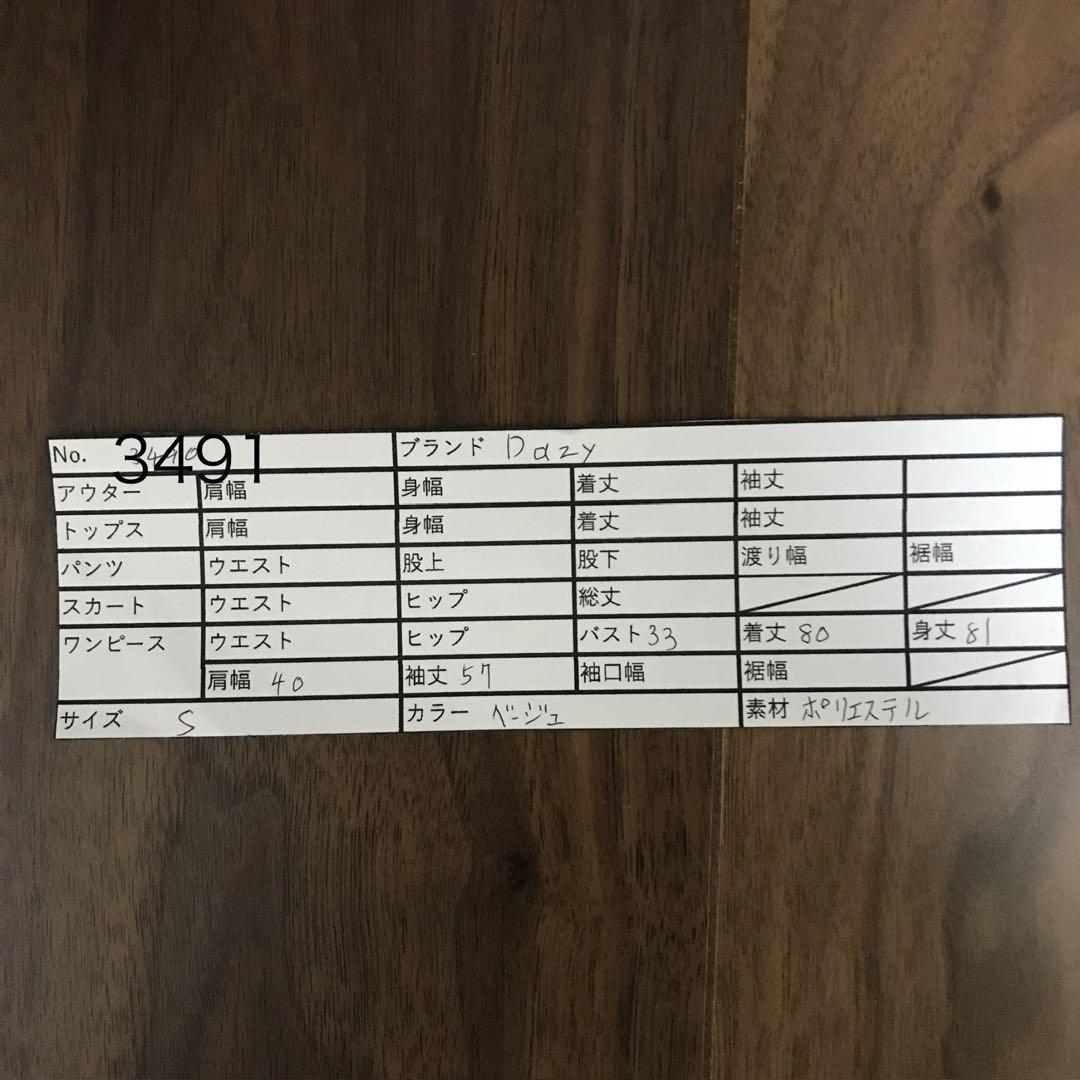 No. 3491 ブランド Dazy
アウター 肩幅 身幅 着丈 袖丈
トップス 肩幅 身幅 着丈 袖丈
パンツ ウエスト 股上 股下 渡り幅 裾幅
スカート ウエスト ヒップ 総丈
ワンピース ウエスト ヒップ バスト 33 着丈 80 身丈 81
肩幅 40 袖丈 57 袖口幅 裾幅
サイズ S カラー ベージュ 素材 ポリエステル